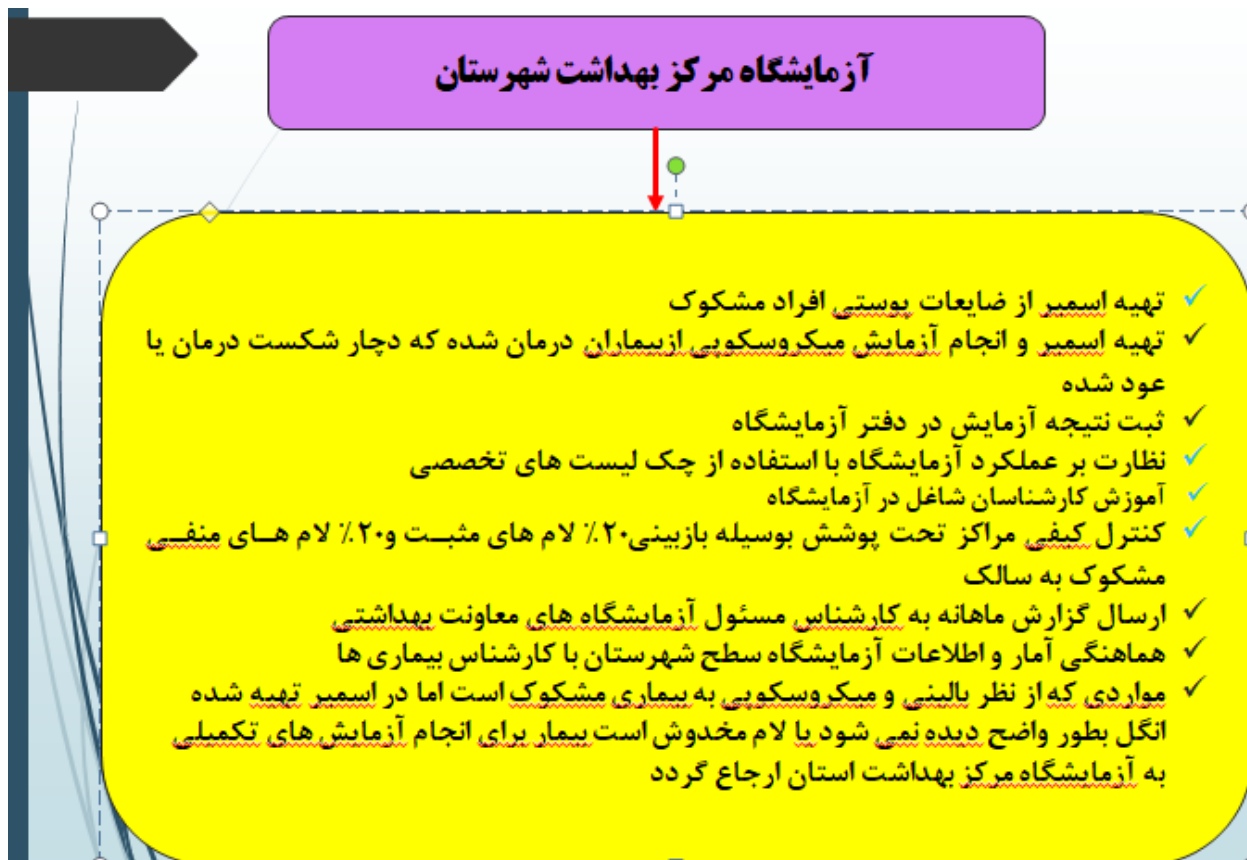 آزمایشگاه مرکز بهداشت شهرستان
✓ تهیه اسمیر از ضایعات پوستی افراد مشکوک
✓ تهیه اسمیر و انجام آزمایش میکروسکوپی ازبیماران درمان شده که دچار شکست درمان یا
عود شده
✓ ثبت نتیجه آزمایش در دفتر آزمایشگاه
✓ نظارت بر عملکرد آزمایشگاه با استفاده از چک لیست های تخصصی
✓ آموزش کارشناسان شاغل در آزمایشگاه
✓ کنترل کیفی مراکز تحت پوشش بوسیله بازبینی۲۰٪ لام های مثبت و۲۰٪ لام های منفی
مشکوک به سالک
✓ ارسال گزارش ماهانه به کارشناس مسئول آزمایشگاه های معاونت بهداشتی
✓ هماهنگی آمار و اطلاعات آزمایشگاه سطح شهرستان با کارشناس بیماری ها
✓ مواردی که از نظر بالینی و میکروسکوپی به بیماری مشکوک است اما در اسمیر تهیه شده
انگل بطور واضح دیده نمی شود یا لام مخدوش است بیمار برای انجام آزمایش های تکمیلی
به آزمایشگاه مرکز بهداشت استان ارجاع گردد